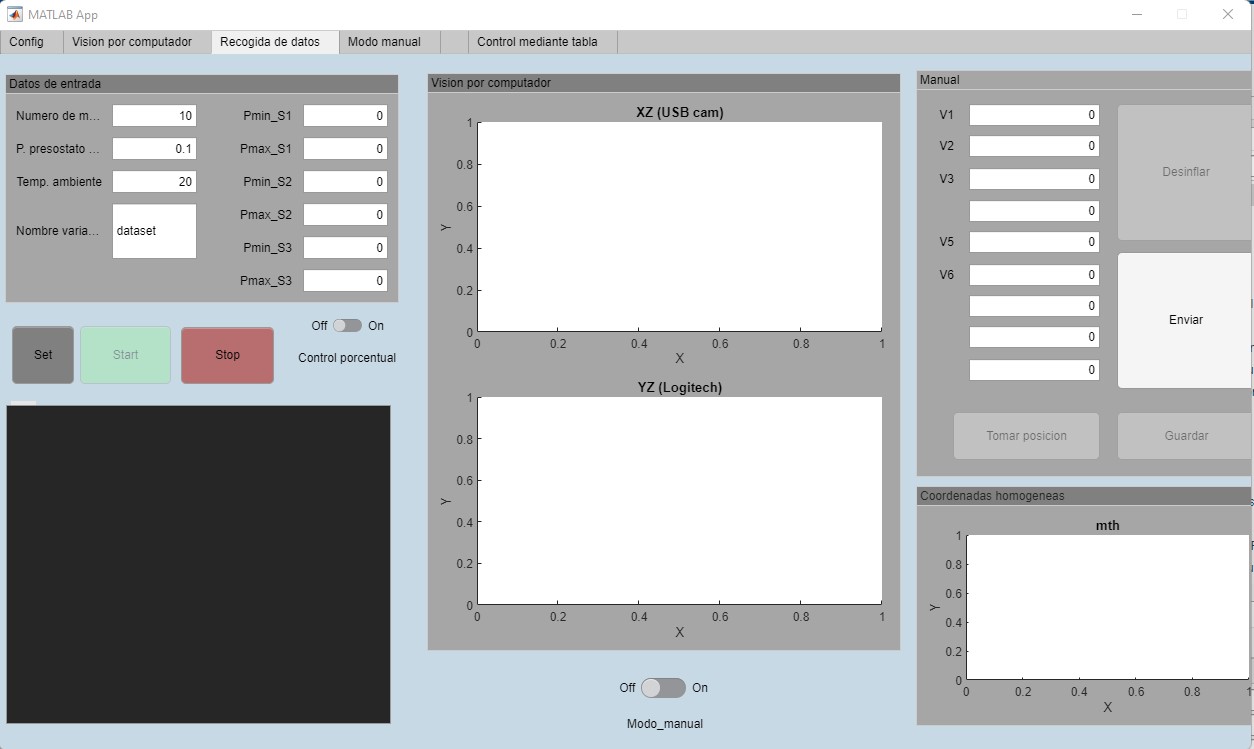 MATLAB App
Config Vision por computador Recogida de datos Modo manual Control mediante tabla
Datos de entrada
Numero de m... 10
P. presostato ... 0.1
Temp. ambiente 20
Nombre varia... dataset
Pmin_S1 0
Pmax_S1 0
Pmin_S2 0
Pmax_S2 0
Pmin_S3 0
Pmax_S3 0
Set Start Stop
Off On
Control porcentual
Vision por computador
XZ (USB cam)
1
0.8
0.6
0.4
0.2
0
Y
0 0.2 0.4 0.6 0.8 1
X
YZ (Logitech)
1
0.8
0.6
0.4
0.2
0
Y
0 0.2 0.4 0.6 0.8 1
X
Off On
Modo_manual
Manual
V1 0
V2 0
V3 0
0
V5 0
V6 0
0
0
0
Desinflar
Enviar
Tomar posicion Guardar
Coordenadas homogeneas
mth
1
0.8
0.6
0.4
0.2
0
Y
0 0.2 0.4 0.6 0.8 1
X